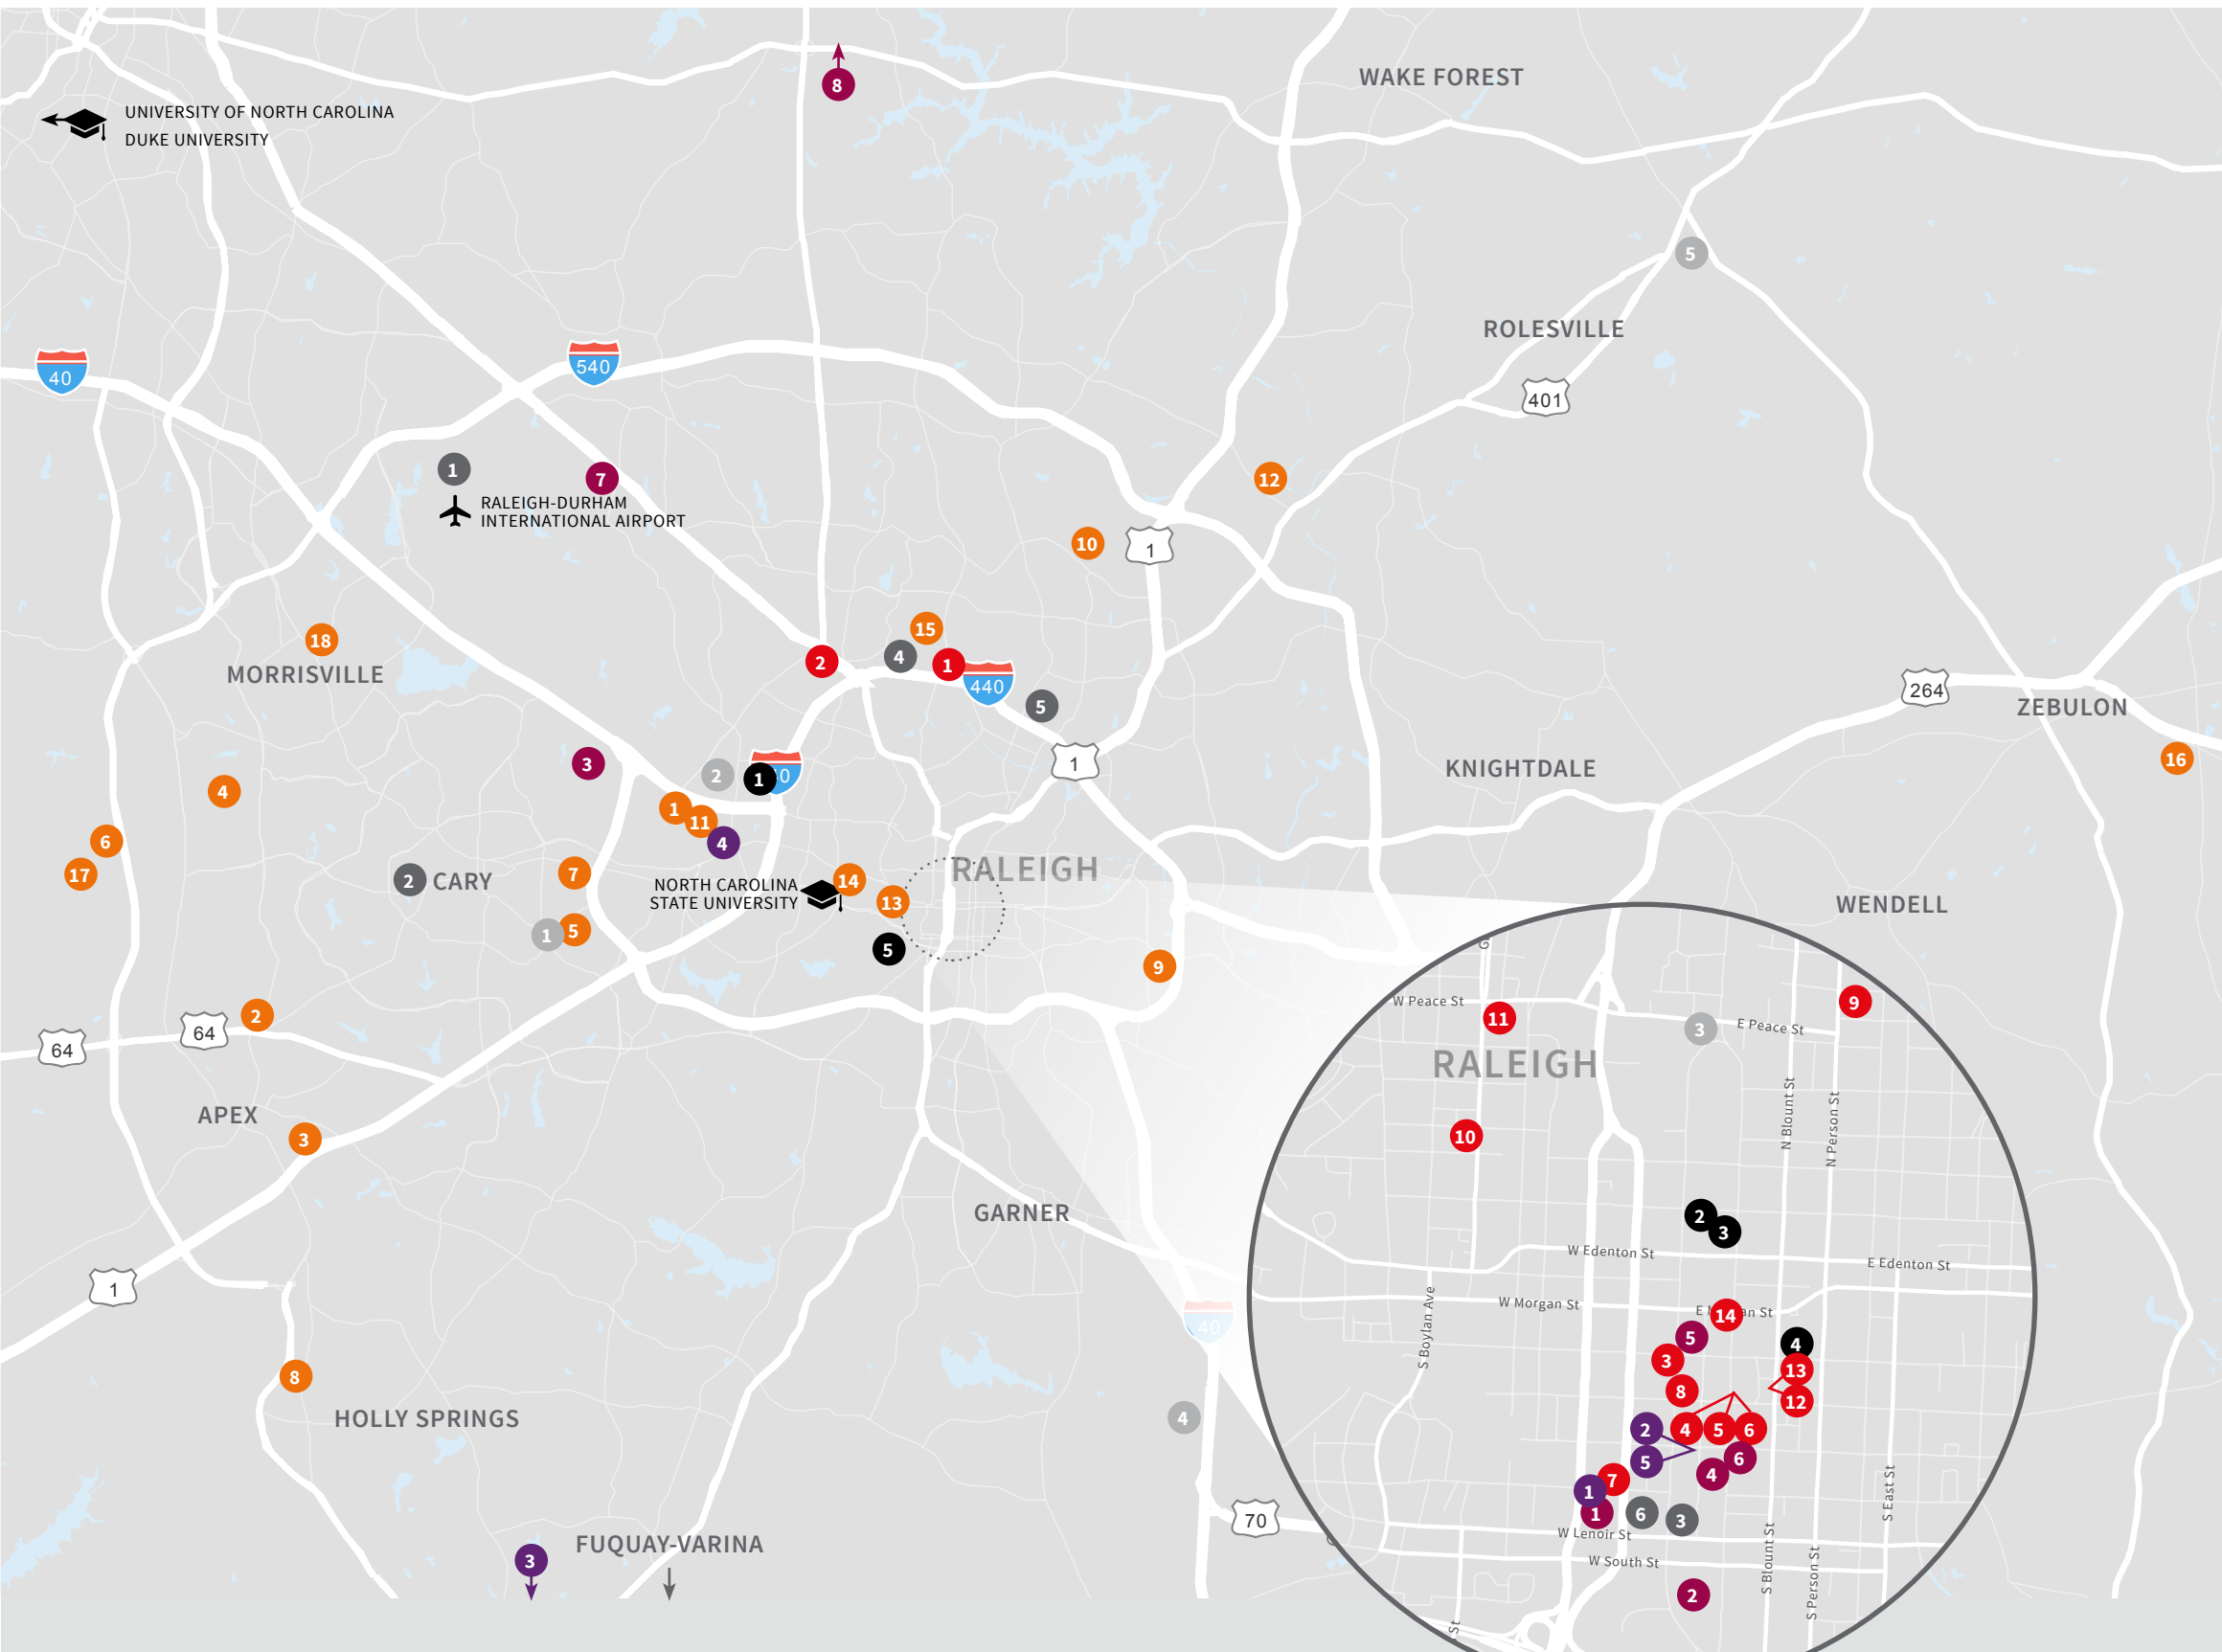 8
WAKE FOREST
UNIVERSITY OF NORTH CAROLINA
DUKE UNIVERSITY
5
ROLESVILLE
40
540
401
1
7
12
RALEIGH-DURHAM
INTERNATIONAL AIRPORT
10
1
18
15
4
1
2
MORRISVILLE
440
264
5
ZEBULON
3
2
1
1
KNIGHTDALE
16
4
1
11
6
4
17
2
CARY
7
14
RALEIGH
NORTH CAROLINA
STATE UNIVERSITY
13
WENDELL
1
5
5
9
2
64
64
APEX
3
GARNER
1
40
8
HOLLY SPRINGS
4
70
FUQUAY-VARINA
3
W Peace St
11
3
E Peace St
9
RALEIGH
N Blount St
N Person St
10
2
3
W Edenton St
E Edenton St
W Morgan St
14
S Boylan Ave
5
4
3
13
8
12
2
4
5
6
5
6
4
7
1
1
6
3
S East St
W Lenoir St
W South St
S Blount St
S Person St
2
St